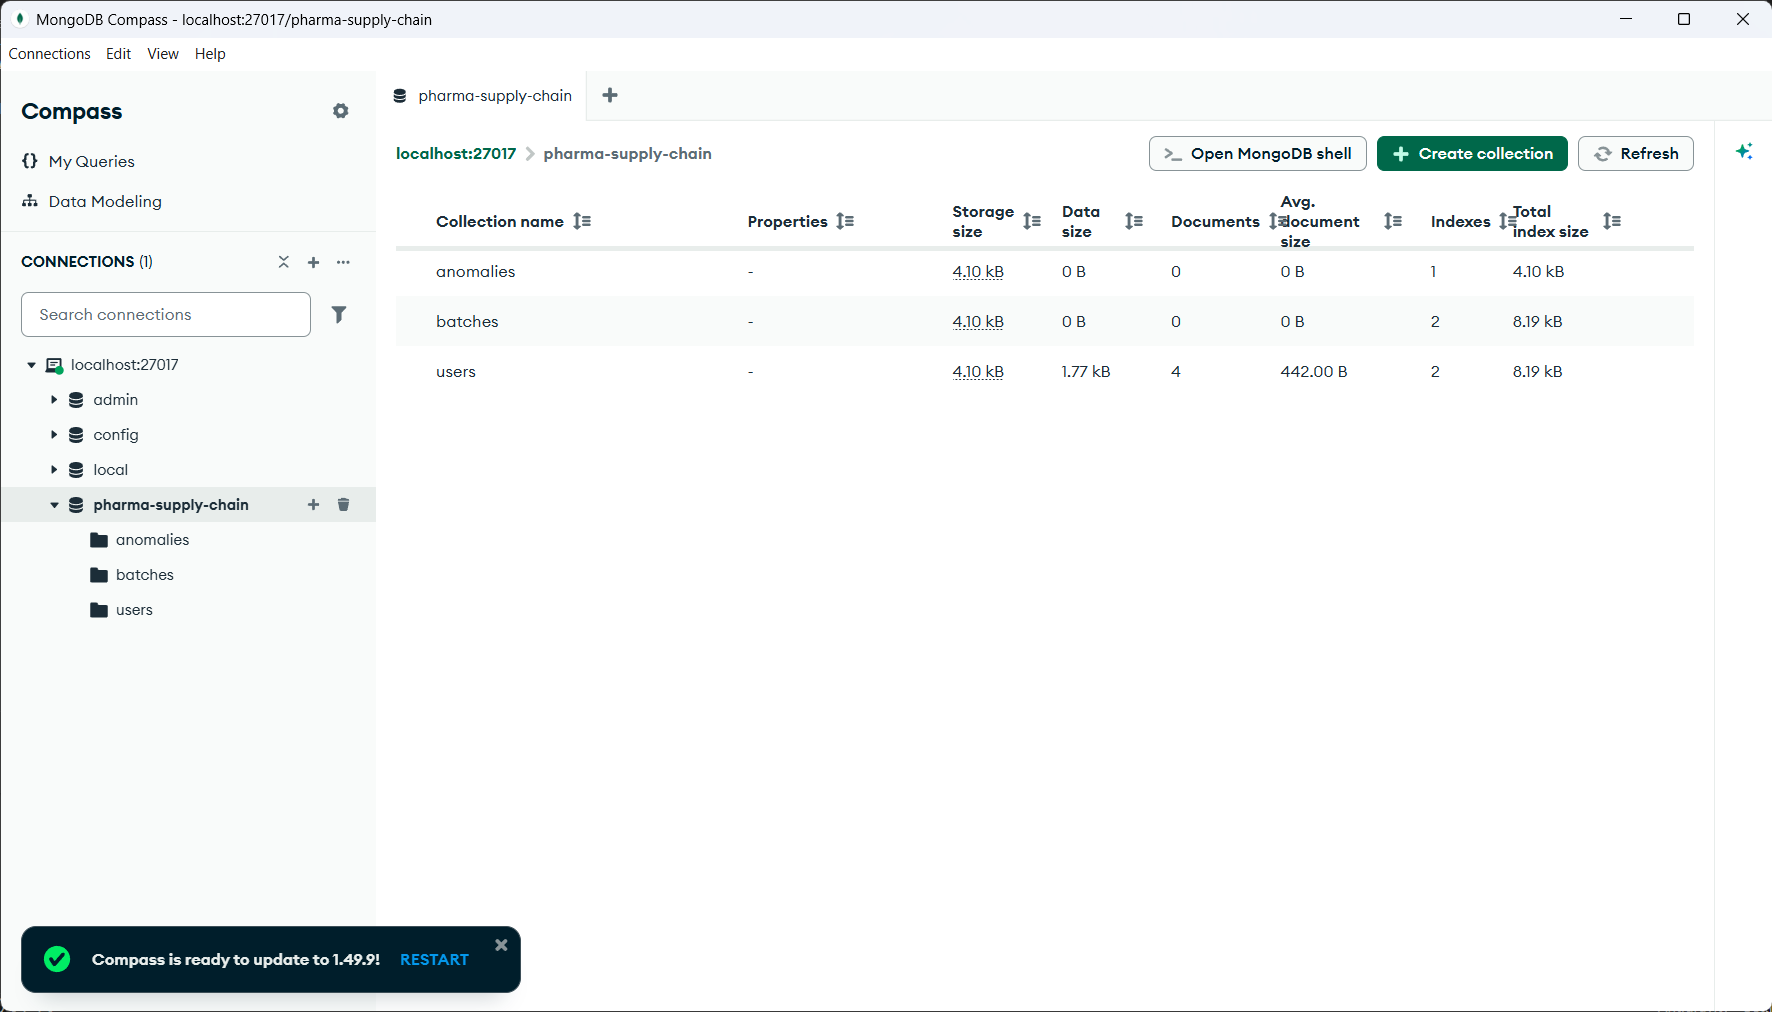 MongoDB Compass - localhost:27017/pharma-supply-chain
Connections Edit View Help
Compass
My Queries
Data Modeling
CONNECTIONS (1)
Search connections
localhost:27017
admin
config
local
pharma-supply-chain
anomalies
batches
users
pharma-supply-chain
localhost:27017 pharma-supply-chain
Open MongoDB shell
Create collection
Refresh
Collection name Properties Storage size Data size Documents Avg. document size Indexes Total index size
anomalies - 4.10 kB 0 B 0 0 B 1 4.10 kB
batches - 4.10 kB 0 B 0 0 B 2 8.19 kB
users - 4.10 kB 1.77 kB 4 442.00 B 2 8.19 kB
Compass is ready to update to 1.49.9! RESTART